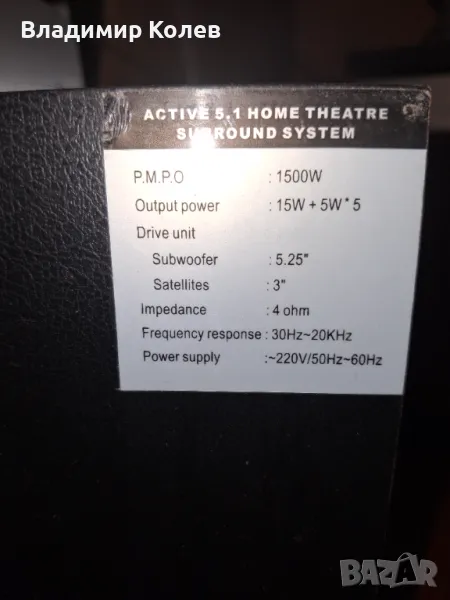 Владимир Колев
ACTIVE 5.1 HOME THEATRE
SURROUND SYSTEM
P.M.P.O : 1500W
Output power : 15W + 5W*5
Drive unit
Subwoofer : 5.25"
Satellites : 3"
Impedance : 4 ohm
Frequency response : 30Hz~20KHz
Power supply :~220V/50Hz~60Hz
BAZAR